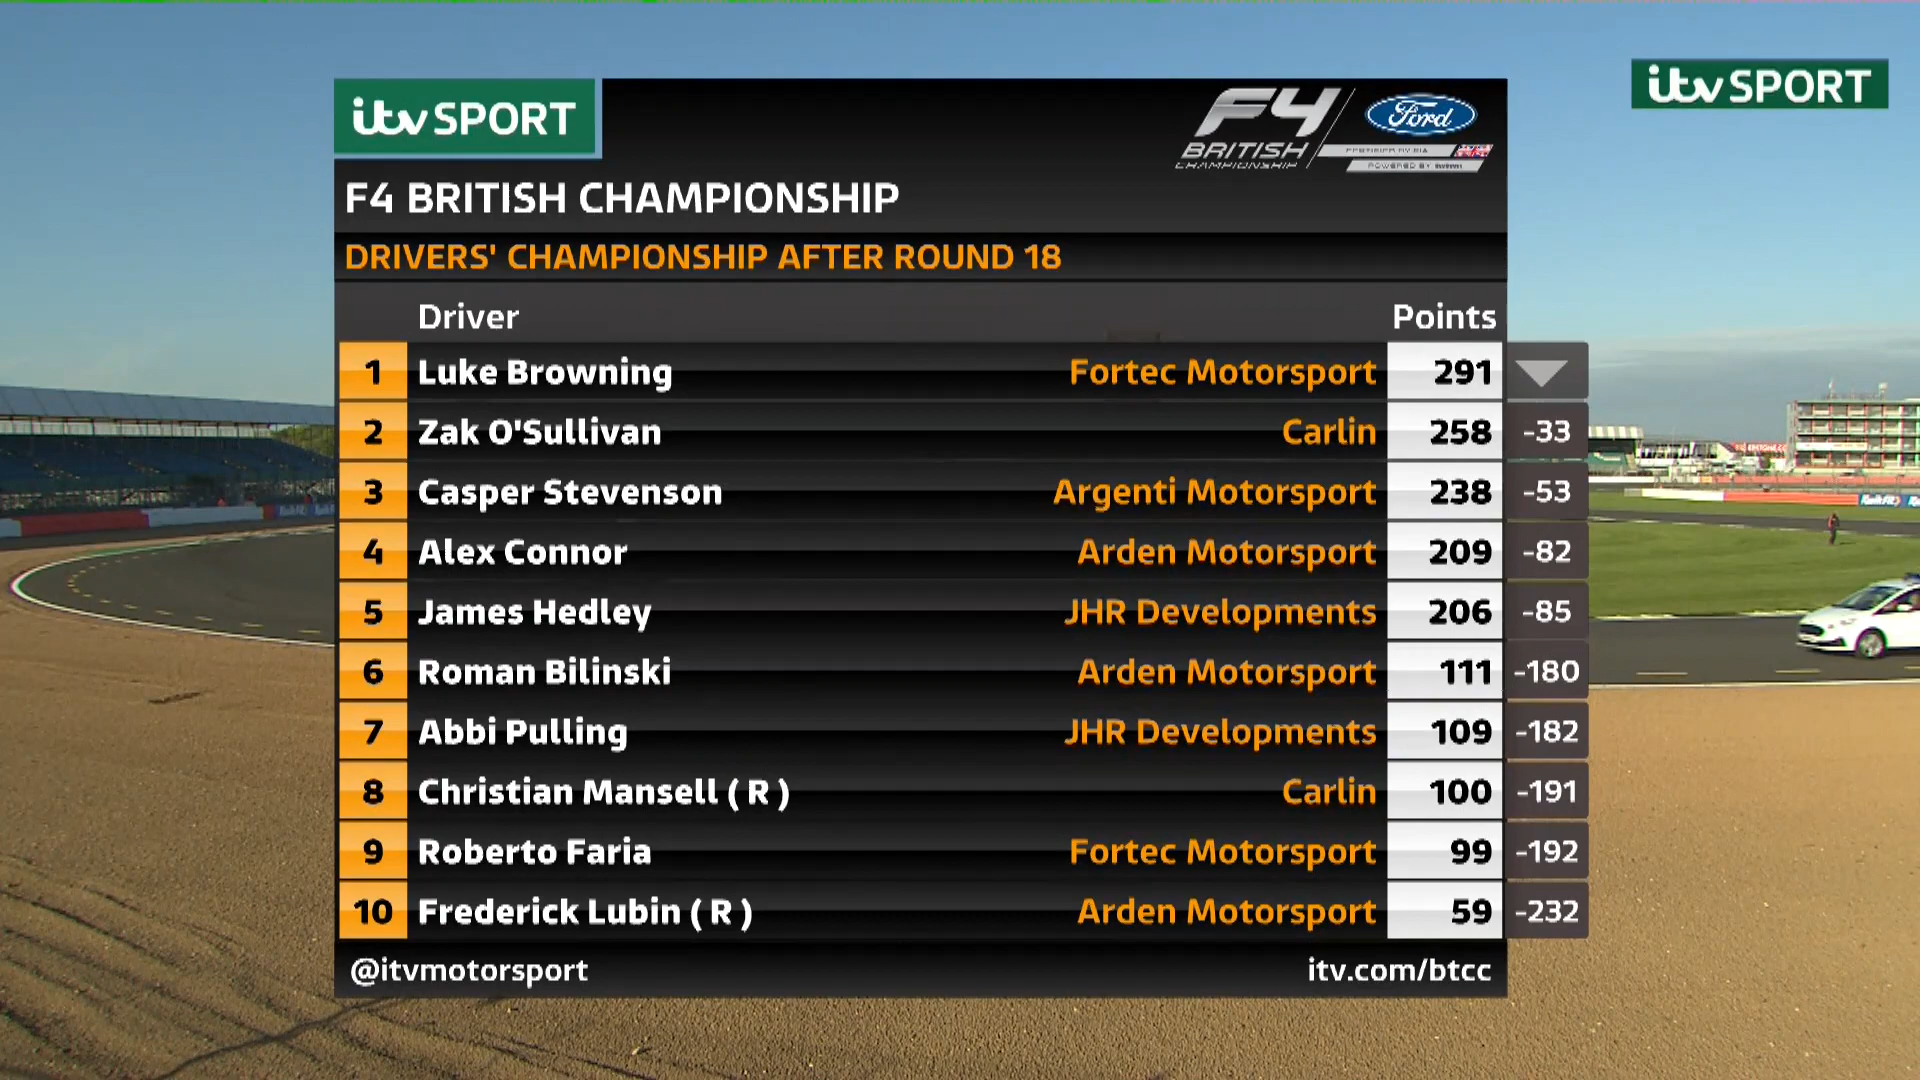 itv SPORT
itv SPORT
F4
BRITISH
CHAMPIONSHIP
Ford
POWERED BY
F4 BRITISH CHAMPIONSHIP
DRIVERS' CHAMPIONSHIP AFTER ROUND 18
Driver Points
1 Luke Browning Fortec Motorsport 291
2 Zak O'Sullivan Carlin 258 -33
3 Casper Stevenson Argenti Motorsport 238 -53
4 Alex Connor Arden Motorsport 209 -82
5 James Hedley JHR Developments 206 -85
6 Roman Bilinski Arden Motorsport 111 -180
7 Abbi Pulling JHR Developments 109 -182
8 Christian Mansell ( R ) Carlin 100 -191
9 Roberto Faria Fortec Motorsport 99 -192
10 Frederick Lubin ( R ) Arden Motorsport 59 -232
@itvmotorsport itv.com/btcc